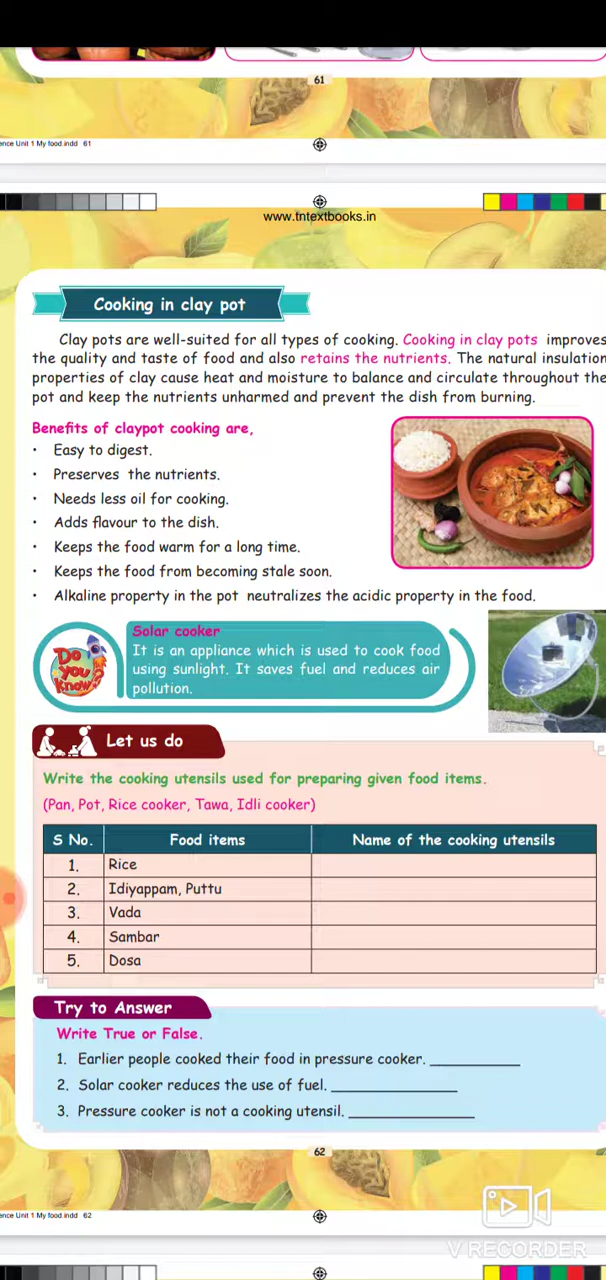 61
ence Unit 1 My food.indd 61
www.tntextbooks.in
Cooking in clay pot
Clay pots are well-suited for all types of cooking. Cooking in clay pots improves
the quality and taste of food and also retains the nutrients. The natural insulation
properties of clay cause heat and moisture to balance and circulate throughout the
pot and keep the nutrients unharmed and prevent the dish from burning.
Benefits of claypot cooking are,
• Easy to digest.
• Preserves the nutrients.
• Needs less oil for cooking.
• Adds flavour to the dish.
• Keeps the food warm for a long time.
• Keeps the food from becoming stale soon.
• Alkaline property in the pot neutralizes the acidic property in the food.
Do you know?
Solar cooker
It is an appliance which is used to cook food
using sunlight. It saves fuel and reduces air
pollution.
Let us do
Write the cooking utensils used for preparing given food items.
(Pan, Pot, Rice cooker, Tawa, Idli cooker)
S No. Food items Name of the cooking utensils
1. Rice
2. Idiyappam, Puttu
3. Vada
4. Sambar
5. Dosa
Try to Answer
Write True or False.
1. Earlier people cooked their food in pressure cooker. ____________
2. Solar cooker reduces the use of fuel. ________________
3. Pressure cooker is not a cooking utensil. ________________
62
ence Unit 1 My food.indd 62
V RECORDER